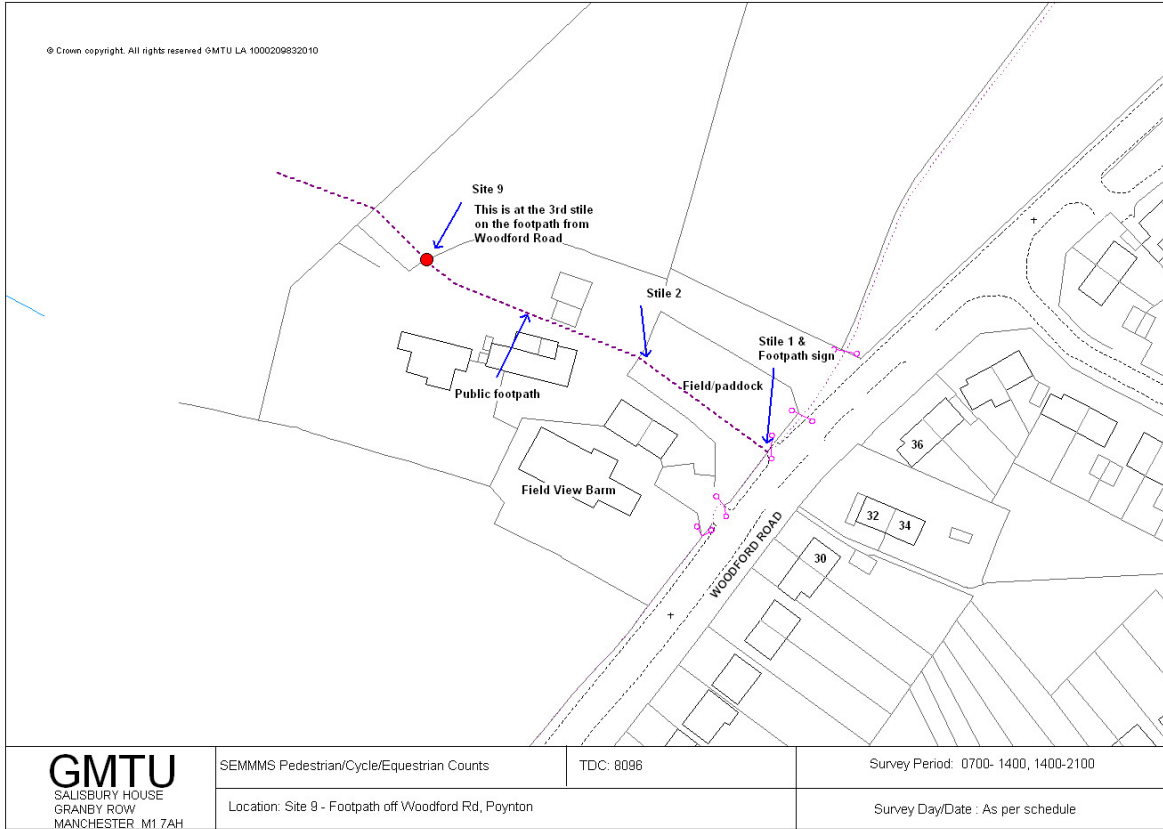 © Crown copyright. All rights reserved GMTU LA 1000209832010
Site 9
This is at the 3rd stile
on the footpath from
Woodford Road
Stile 2
Stile 1 &
Footpath sign
Field/paddock
Public footpath
36
Field View Barm
32
34
WOODFORD ROAD
30
GMTU
SALISBURY HOUSE
GRANBY ROW
MANCHESTER M1 7AH
SEMMMS Pedestrian/Cycle/Equestrian Counts
TDC: 8096
Survey Period: 0700- 1400, 1400-2100
Location: Site 9 - Footpath off Woodford Rd, Poynton
Survey Day/Date : As per schedule